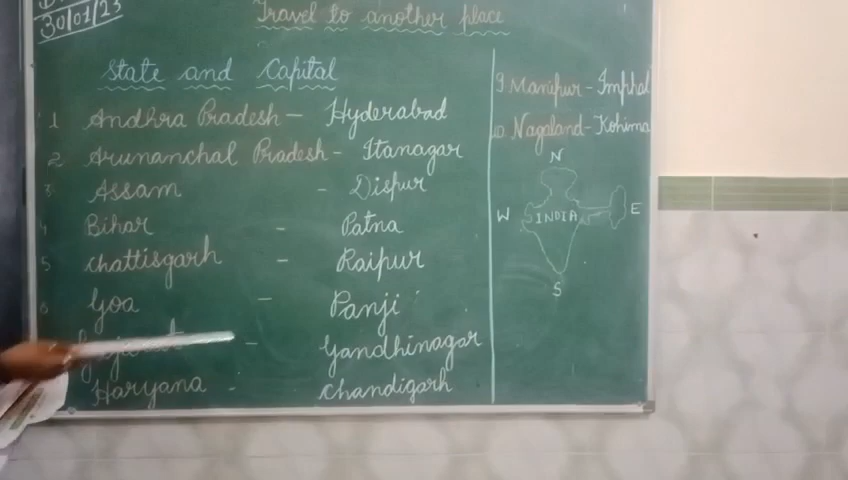 30/01/23
Travel to another place
State and Capital
1 Andhra Pradesh - Hyderabad
2 Arunanchal Pradesh - Itanagar
3 Assam - Dispur
4 Bihar - Patna
5 Chattisgarh - Raipur
6 Goa - Panji
Gujarat - Gandhinagar
Haryana - Chandigarh
9 Manipur - Imphal
10. Nagaland - Kohima
N
W INDIA E
S